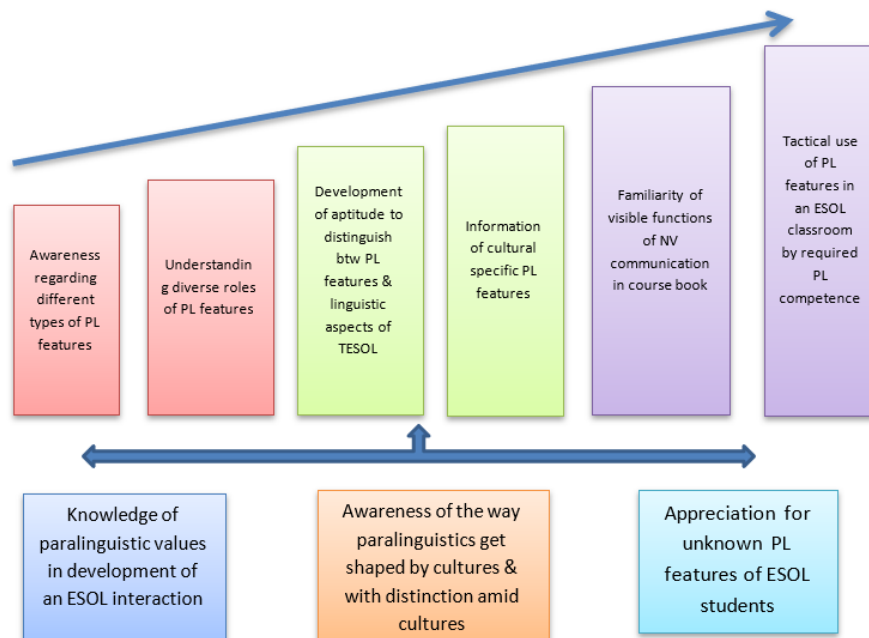 Awareness
regarding
different
types of PL
features
Understandin
g diverse roles
of PL features
Development
of aptitude to
distinguish
btw PL
features &
linguistic
aspects of
TESOL
Information
of cultural
specific PL
features
Familiarity of
visible functions
of NV
communication
in course book
Tactical use
of PL
features in
an ESOL
classroom
by required
PL
competence
Knowledge of
paralinguistic values
in development of
an ESOL interaction
Awareness of the way
paralinguistics get
shaped by cultures &
with distinction amid
cultures
Appreciation for
unknown PL
features of ESOL
students